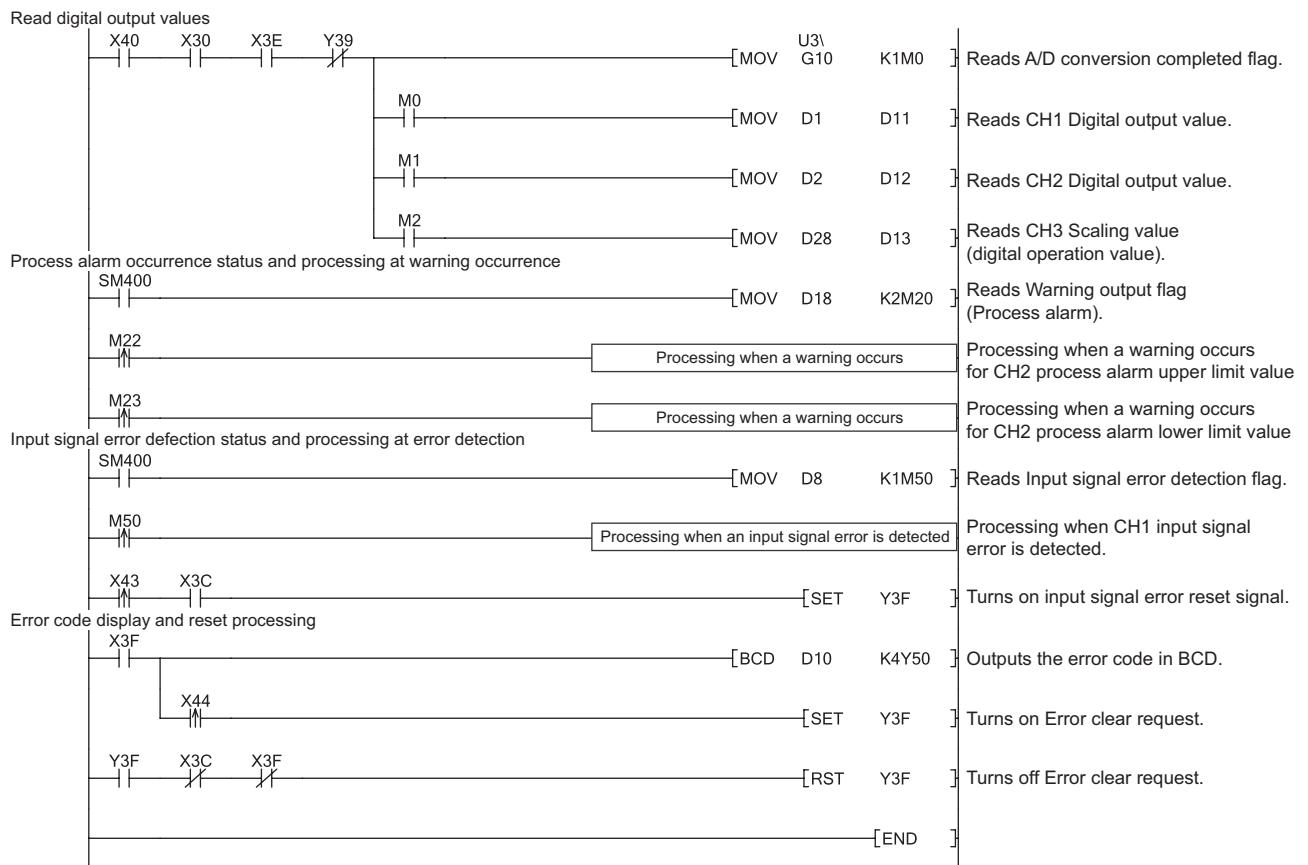 Read digital output values
X40 X30 X3E Y39
U3\
MOV G10 K1M0 Reads A/D conversion completed flag.
M0
MOV D1 D11 Reads CH1 Digital output value.
M1
MOV D2 D12 Reads CH2 Digital output value.
M2
MOV D28 D13 Reads CH3 Scaling value
(digital operation value).
Process alarm occurrence status and processing at warning occurrence
SM400
MOV D18 K2M20 Reads Warning output flag
(Process alarm).
M22
Processing when a warning occurs Processing when a warning occurs
for CH2 process alarm upper limit value
M23
Processing when a warning occurs Processing when a warning occurs
for CH2 process alarm lower limit value
Input signal error defection status and processing at error detection
SM400
MOV D8 K1M50 Reads Input signal error detection flag.
M50
Processing when an input signal error is detected Processing when CH1 input signal
error is detected.
X43 X3C
SET Y3F Turns on input signal error reset signal.
Error code display and reset processing
X3F
BCD D10 K4Y50 Outputs the error code in BCD.
X44
SET Y3F Turns on Error clear request.
Y3F X3C X3F
RST Y3F Turns off Error clear request.
END